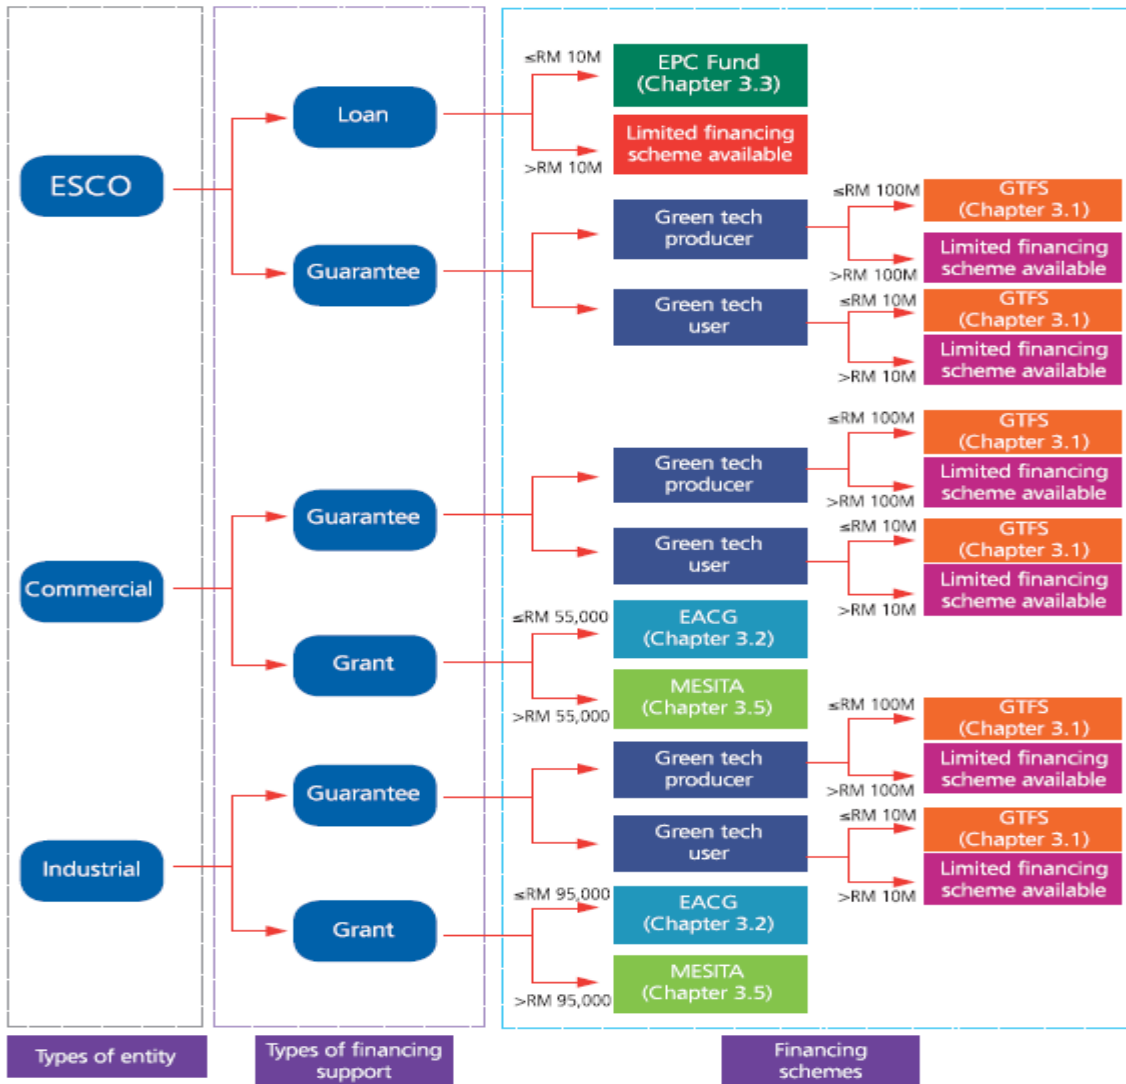 ≤RM 10M
EPC Fund
(Chapter 3.3)
Loan
Limited financing
scheme available
>RM 10M
ESCO
Guarantee
Green tech
producer
≤RM 100M
GTFS
(Chapter 3.1)
Limited financing
scheme available
>RM 100M
Green tech
user
≤RM 10M
GTFS
(Chapter 3.1)
Limited financing
scheme available
>RM 10M
Commercial
Guarantee
Green tech
producer
≤RM 100M
GTFS
(Chapter 3.1)
Limited financing
scheme available
>RM 100M
Green tech
user
≤RM 10M
GTFS
(Chapter 3.1)
Limited financing
scheme available
>RM 10M
Grant
≤RM 55,000
EACG
(Chapter 3.2)
MESITA
(Chapter 3.5)
>RM 55,000
Industrial
Guarantee
Green tech
producer
≤RM 100M
GTFS
(Chapter 3.1)
Limited financing
scheme available
>RM 100M
Green tech
user
≤RM 10M
GTFS
(Chapter 3.1)
Limited financing
scheme available
>RM 10M
Grant
≤RM 95,000
EACG
(Chapter 3.2)
MESITA
(Chapter 3.5)
>RM 95,000
Types of entity
Types of financing
support
Financing
schemes